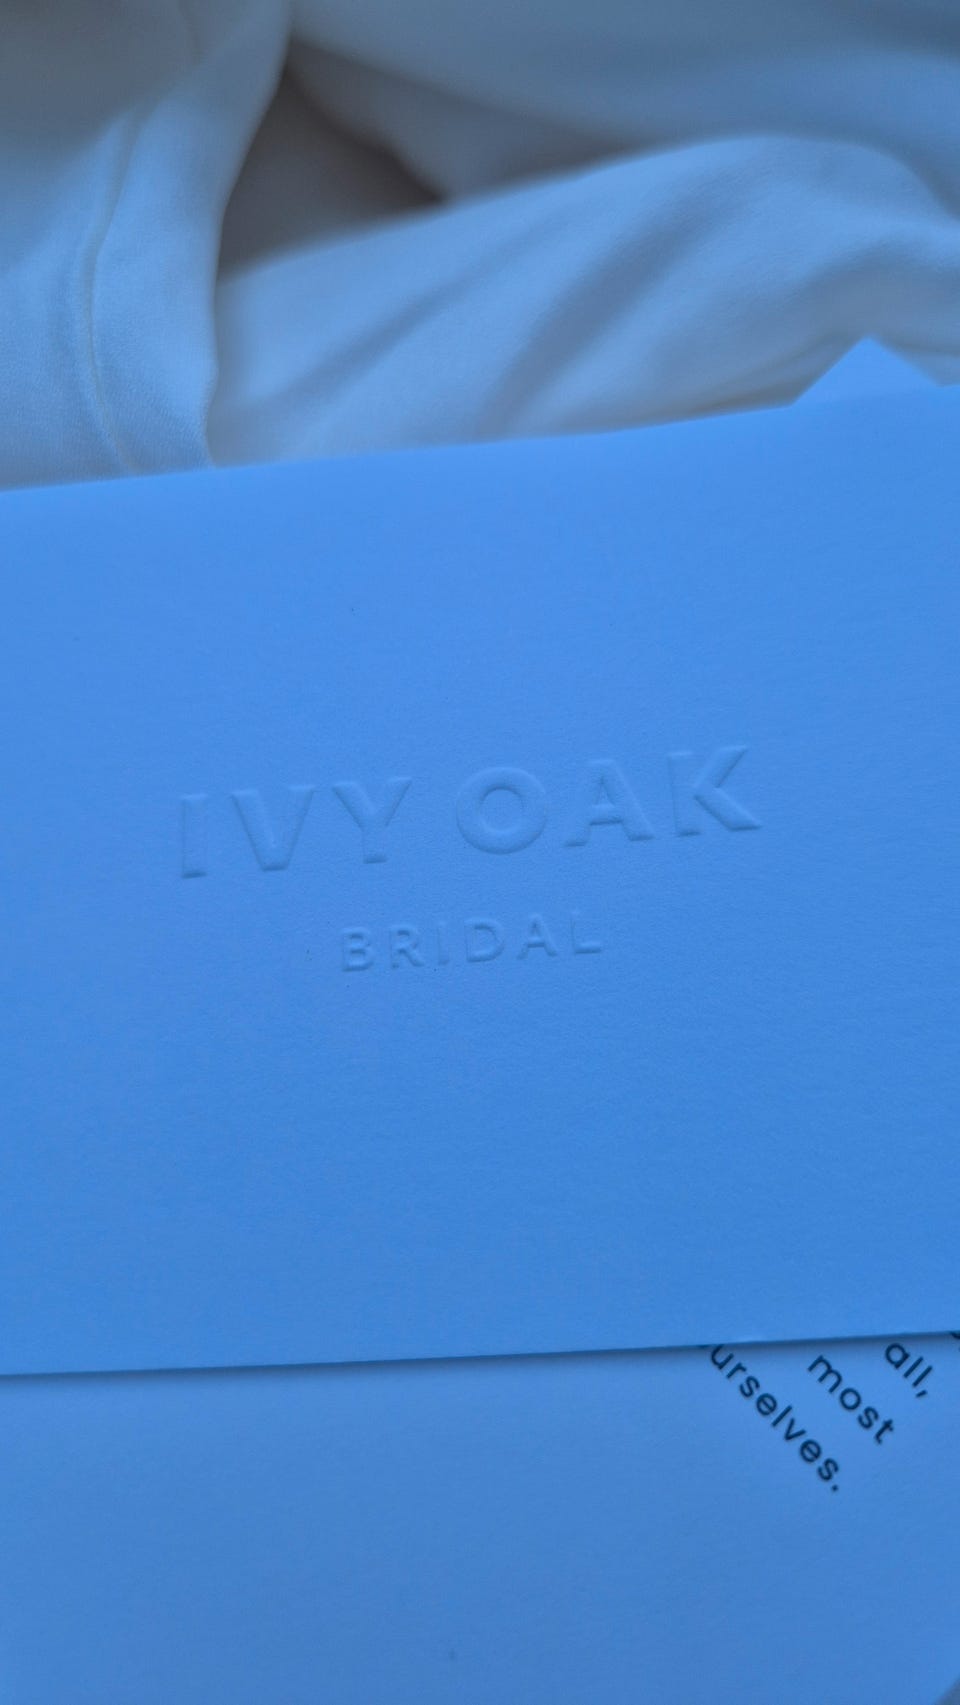 IVY OAK
BRIDAL
all,
most
urselves.